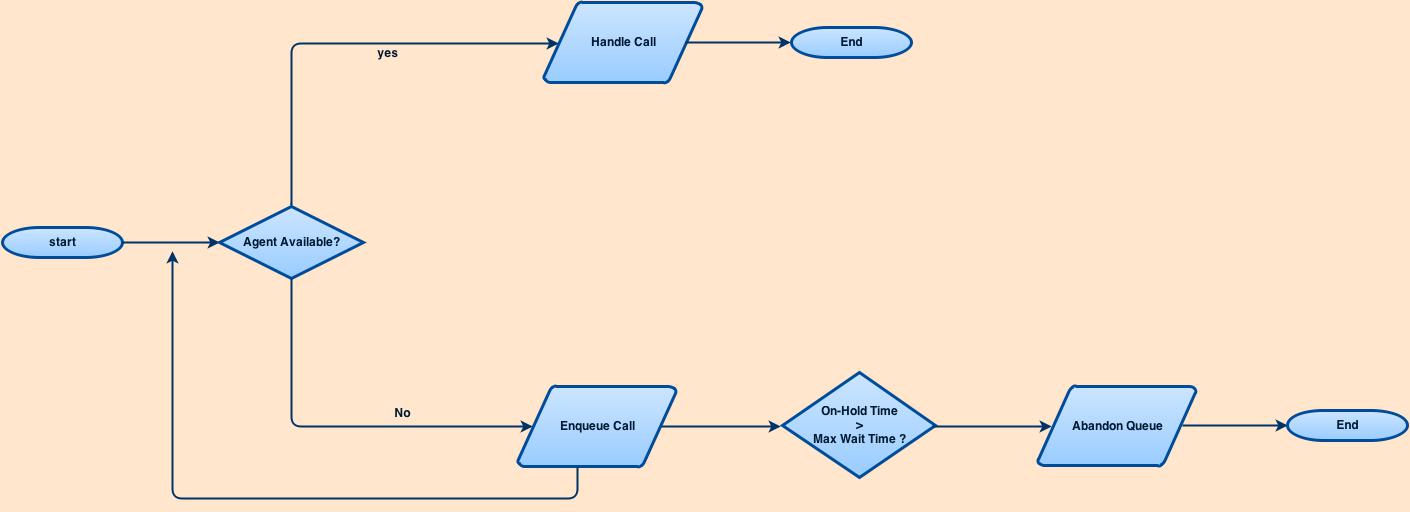 Handle Call
End
yes
start
Agent Available?
No
Enqueue Call
On-Hold Time
>
Max Wait Time ?
Abandon Queue
End